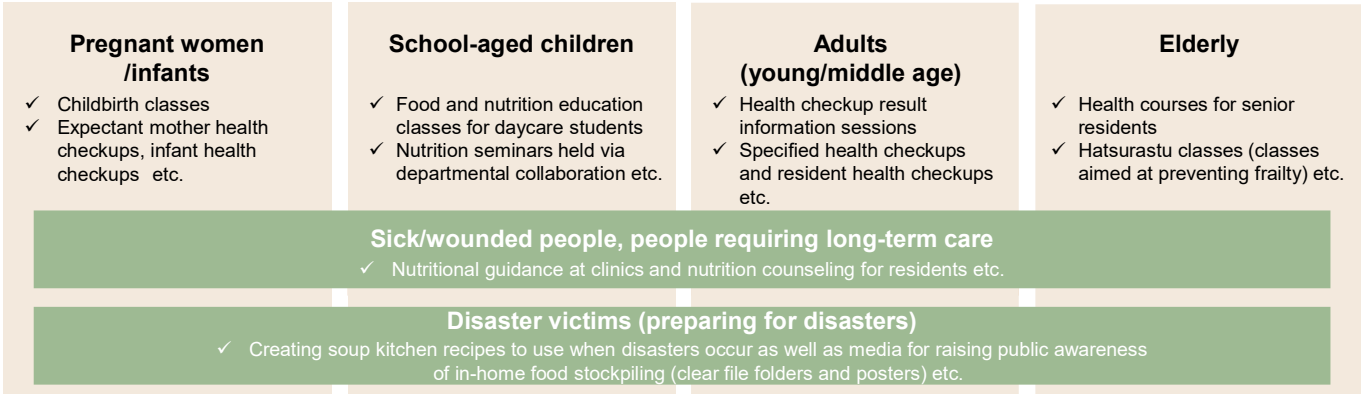 Pregnant women
/infants
✓ Childbirth classes
✓ Expectant mother health
checkups, infant health
checkups etc.
School-aged children
✓ Food and nutrition education
classes for daycare students
✓ Nutrition seminars held via
departmental collaboration etc.
Adults
(young/middle age)
✓ Health checkup result
information sessions
✓ Specified health checkups
and resident health checkups
etc.
Elderly
✓ Health courses for senior
residents
✓ Hatsurastu classes (classes
aimed at preventing frailty) etc.
Sick/wounded people, people requiring long-term care
✓ Nutritional guidance at clinics and nutrition counseling for residents etc.
Disaster victims (preparing for disasters)
✓ Creating soup kitchen recipes to use when disasters occur as well as media for raising public awareness
of in-home food stockpiling (clear file folders and posters) etc.